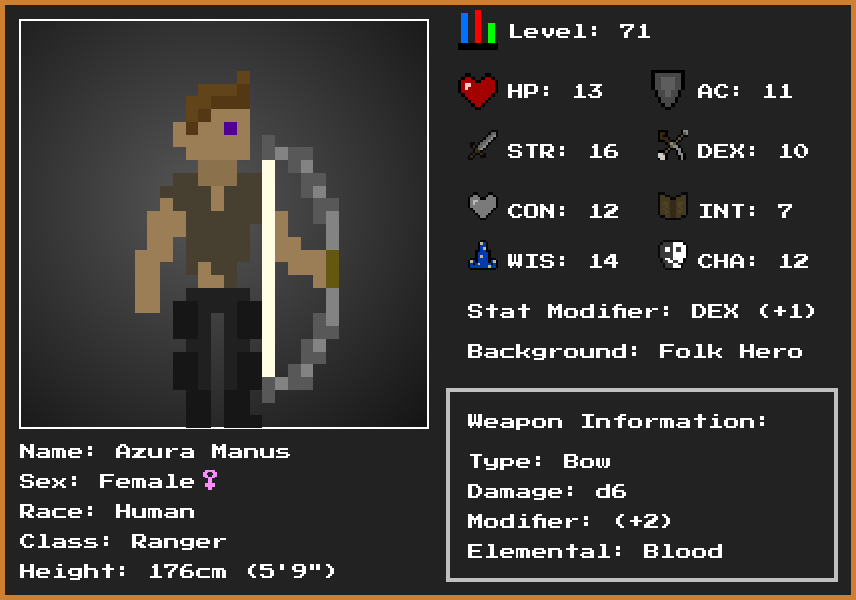 Level: 71
HP: 13 AC: 11
STR: 16 DEX: 10
CON: 12 INT: 7
WIS: 14 CHA: 12
Stat Modifier: DEX (+1)
Background: Folk Hero
Weapon Information:
Type: Bow
Damage: d6
Modifier: (+2)
Elemental: Blood
Name: Azura Manus
Sex: Female♀
Race: Human
Class: Ranger
Height: 176cm (5'9")